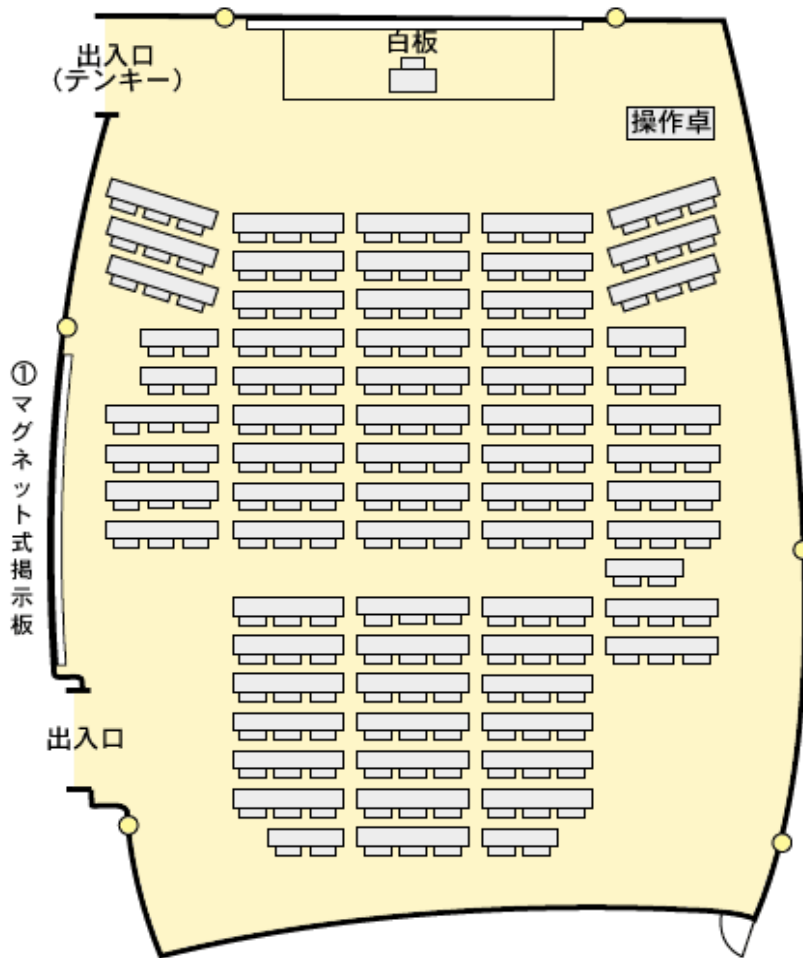 出入口
(テンキー)
白板
操作卓
①マグネット式掲示板
出入口